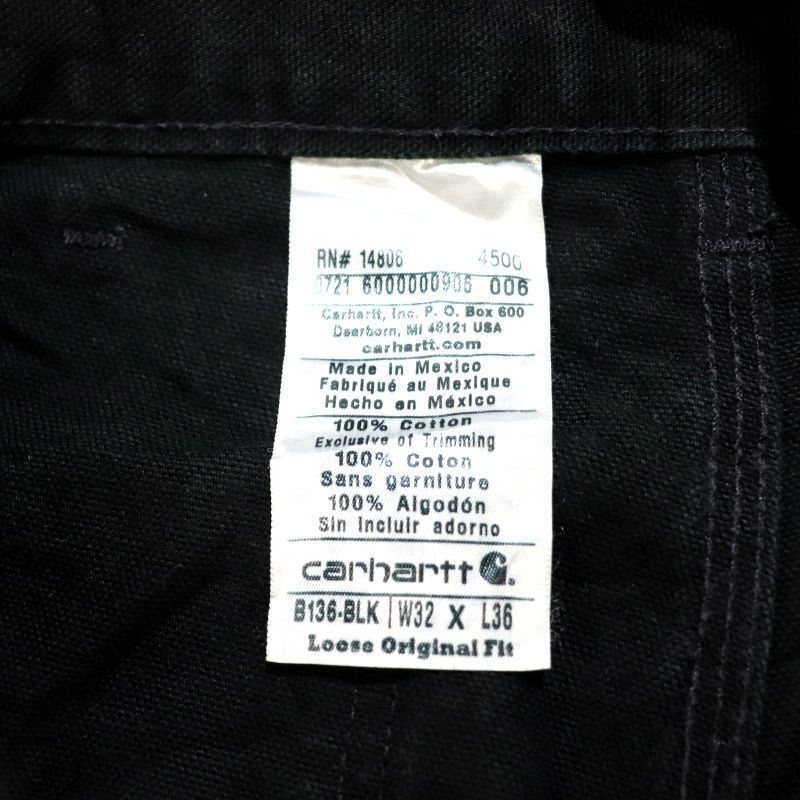 RN# 14806 4500
0721 6000000906 006
Carhartt, Inc. P. O. Box 600
Dearborn, MI 48121 USA
carhartt.com
Made in Mexico
Fabriqué au Mexique
Hecho en México
100% Cotton
Exclusive of Trimming
100% Coton
Sans garniture
100% Algodón
Sin Incluir adorno
carhartt
B136-BLK W32 X L36
Loose Original Fit